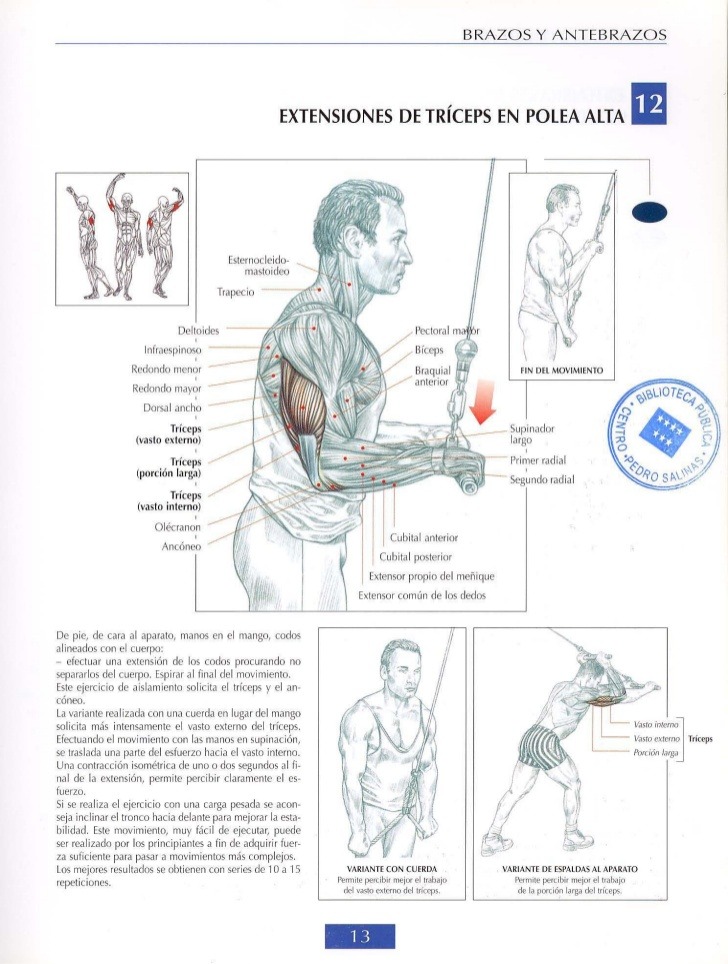 BRAZOS Y ANTEBRAZOS
EXTENSIONES DE TRÍCEPS EN POLEA ALTA
12
Esternocleido-
mastoideo
Trapecio
Deltoides
Infraespinoso
Redondo menor
Redondo mayor
Dorsal ancho
Tríceps
(vasto externo)
Tríceps
(porción larga)
Tríceps
(vasto interno)
Olécranon
Ancóneo
Pectoral mayor
Bíceps
Braquial
anterior
Supinador
largo
Primer radial
Segundo radial
Cubital anterior
Cubital posterior
Extensor propio del meñique
Extensor común de los dedos
FIN DEL MOVIMIENTO
BIBLIOTECA PÚBLICA
CENTRO PEDRO SALINAS
De pie, de cara al aparato, manos en el mango, codos
alineados con el cuerpo:
– efectuar una extensión de los codos procurando no
separarlos del cuerpo. Espirar al final del movimiento.
Este ejercicio de aislamiento solicita el tríceps y el an-
cóneo.
La variante realizada con una cuerda en lugar del mango
solicita más intensamente el vasto externo del tríceps.
Efectuando el movimiento con las manos en supinación,
se traslada una parte del esfuerzo hacia el vasto interno.
Una contracción isométrica de uno o dos segundos al fi-
nal de la extensión, permite percibir claramente el es-
fuerzo.
Si se realiza el ejercicio con una carga pesada se acon-
seja inclinar el tronco hacia delante para mejorar la esta-
bilidad. Este movimiento, muy fácil de ejecutar, puede
ser realizado por los principiantes a fin de adquirir fuer-
za suficiente para pasar a movimientos más complejos.
Los mejores resultados se obtienen con series de 10 a 15
repeticiones.
VARIANTE CON CUERDA
Permite percibir mejor el trabajo
del vasto externo del tríceps.
Vasto interno
Vasto externo
Porción larga
Tríceps
VARIANTE DE ESPALDAS AL APARATO
Permite percibir mejor el trabajo
de la porción larga del tríceps.
13